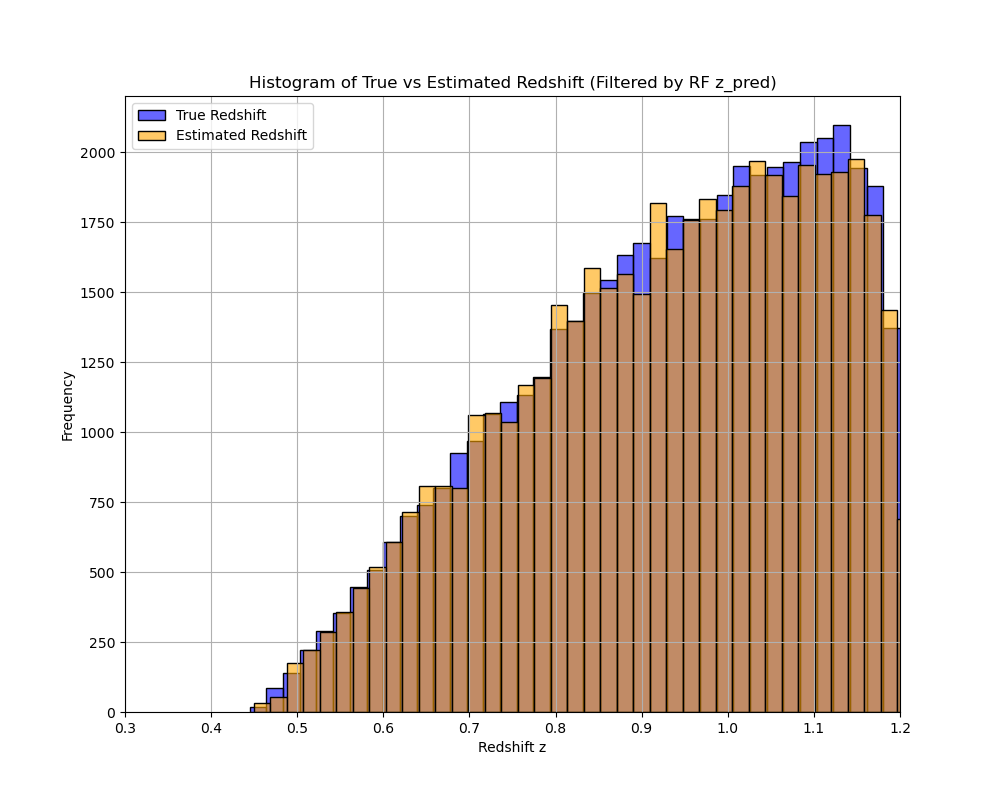 Histogram of True vs Estimated Redshift (Filtered by RF z_pred)
True Redshift
Estimated Redshift
Frequency
2000
1750
1500
1250
1000
750
500
250
0
0.3 0.4 0.5 0.6 0.7 0.8 0.9 1.0 1.1 1.2
Redshift z